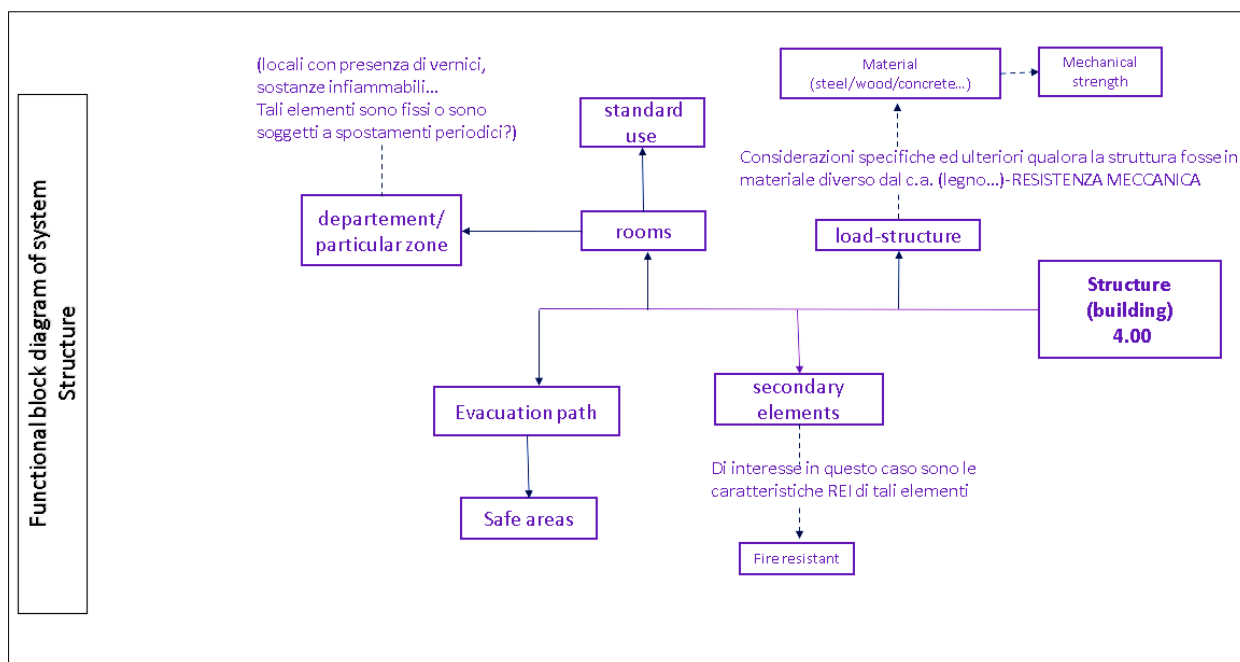 Functional block diagram of system
Structure
(locali con presenza di vernici,
sostanze infiammabili...
Tali elementi sono fissi o sono
soggetti a spostamenti periodici?)
standard
use
Material
(steel/wood/concrete...)
Mechanical
strength
Considerazioni specifiche ed ulteriori qualora la struttura fosse in
materiale diverso dal c.a. (legno...)-RESISTENZA MECCANICA
departement/
particular zone
rooms
load-structure
Structure
(building)
4.00
Evacuation path
secondary
elements
Di interesse in questo caso sono le
caratteristiche REI di tali elementi
Safe areas
Fire resistant